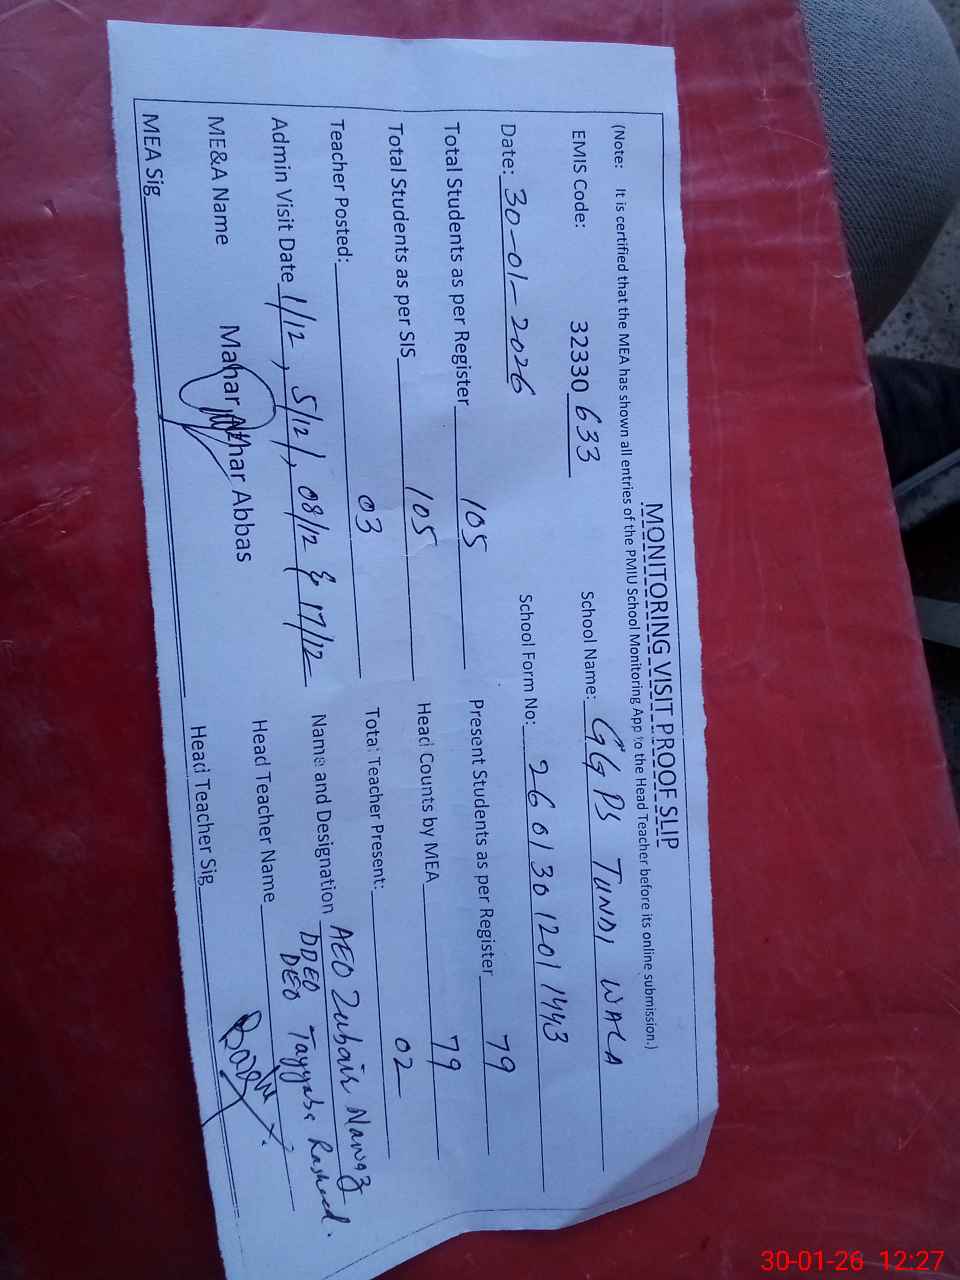 MONITORING VISIT PROOF SLIP
(Note: It is certified that the MEA has shown all entries of the PMIU School Monitoring App to the Head Teacher before its online submission.)
EMIS Code: 32330 633 School Name: GGPS TUNDI WALA
Date: 30-01-2026 School Form No: 26013012011443
Total Students as per Register 105 Present Students as per Register 79
Total Students as per SIS 105 Head Counts by MEA 79
Teacher Posted: 03 Total Teacher Present: 02
Admin Visit Date 1/12, 5/12, 08/12 & 17/12 Name and Designation AEO Zubair Nawaz
DDEO
DEO Tayyaba Rasheed.
ME&A Name Mahar Azhar Abbas Head Teacher Name
MEA Sig Head Teacher Sig
30-01-26 12:27